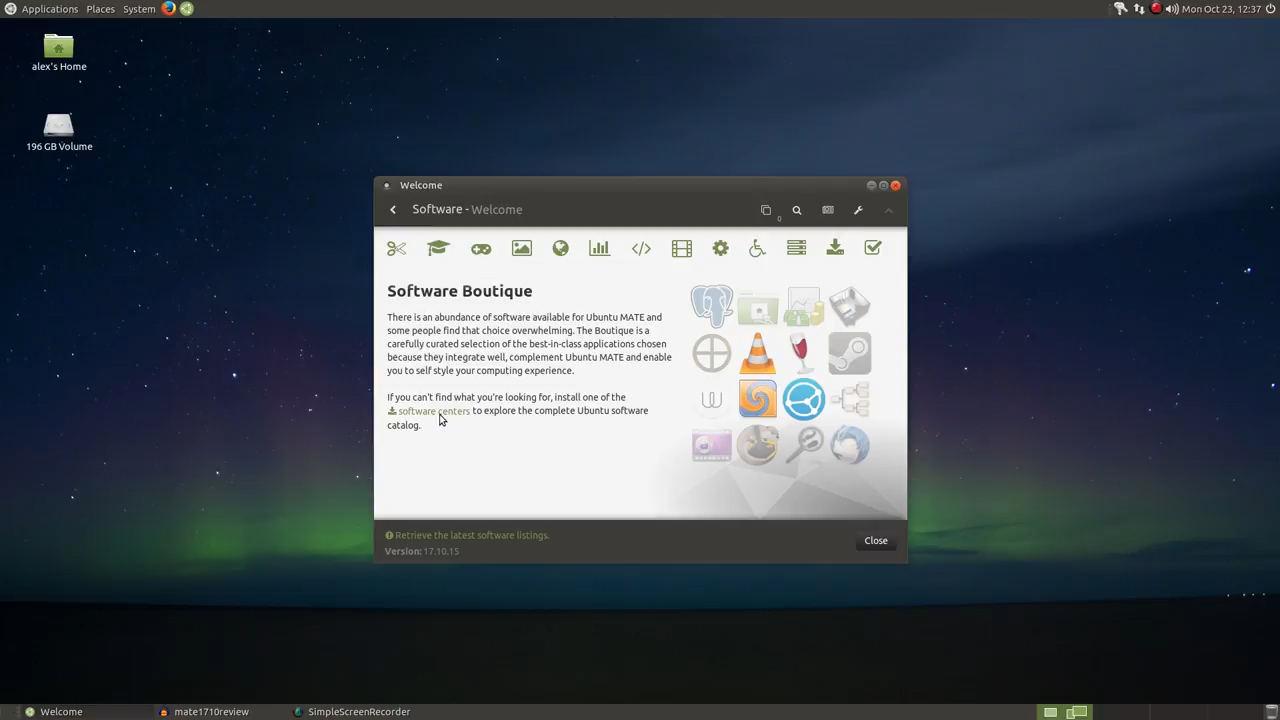 Applications Places System
Mon Oct 23, 12:37
alex's Home
196 GB Volume
Welcome
Software - Welcome
0
Software Boutique
There is an abundance of software available for Ubuntu MATE and
some people find that choice overwhelming. The Boutique is a
carefully curated selection of the best-in-class applications chosen
because they integrate well, complement Ubuntu MATE and enable
you to self style your computing experience.
If you can't find what you're looking for, install one of the
software centers to explore the complete Ubuntu software
catalog.
Retrieve the latest software listings.
Version: 17.10.15
Close
Welcome
mate1710review
SimpleScreenRecorder